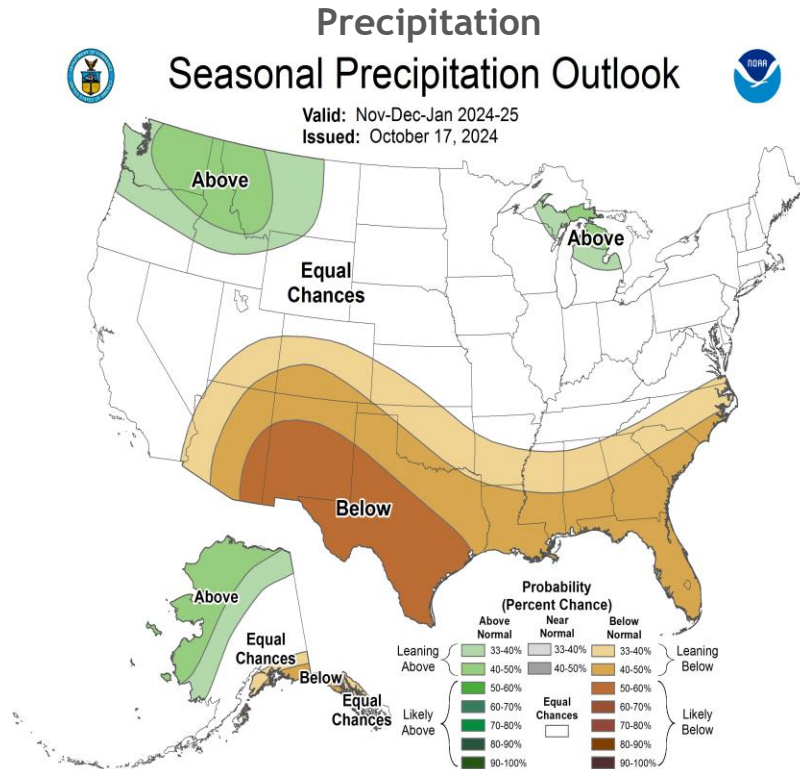 Precipitation
Seasonal Precipitation Outlook
NOAA
Valid: Nov-Dec-Jan 2024-25
Issued: October 17, 2024
Above
Above
Equal
Chances
Below
Above
Equal
Chances
Below
Equal
Chances
Probability
(Percent Chance)
Above
Normal
Near
Normal
Below
Normal
Leaning
Above
33-40%
33-40%
33-40%
Leaning
Below
40-50%
40-50%
40-50%
Likely
Above
50-60%
60-70%
70-80%
80-90%
90-100%
Equal
Chances
50-60%
60-70%
70-80%
80-90%
90-100%
Likely
Below